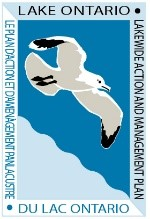 LAKE ONTARIO
LE PLAN D'ACTION ET D'AMÉNAGEMENT PANLACUSTRE
LAKEWIDE ACTION AND MANAGEMENT PLAN
DU LAC ONTARIO